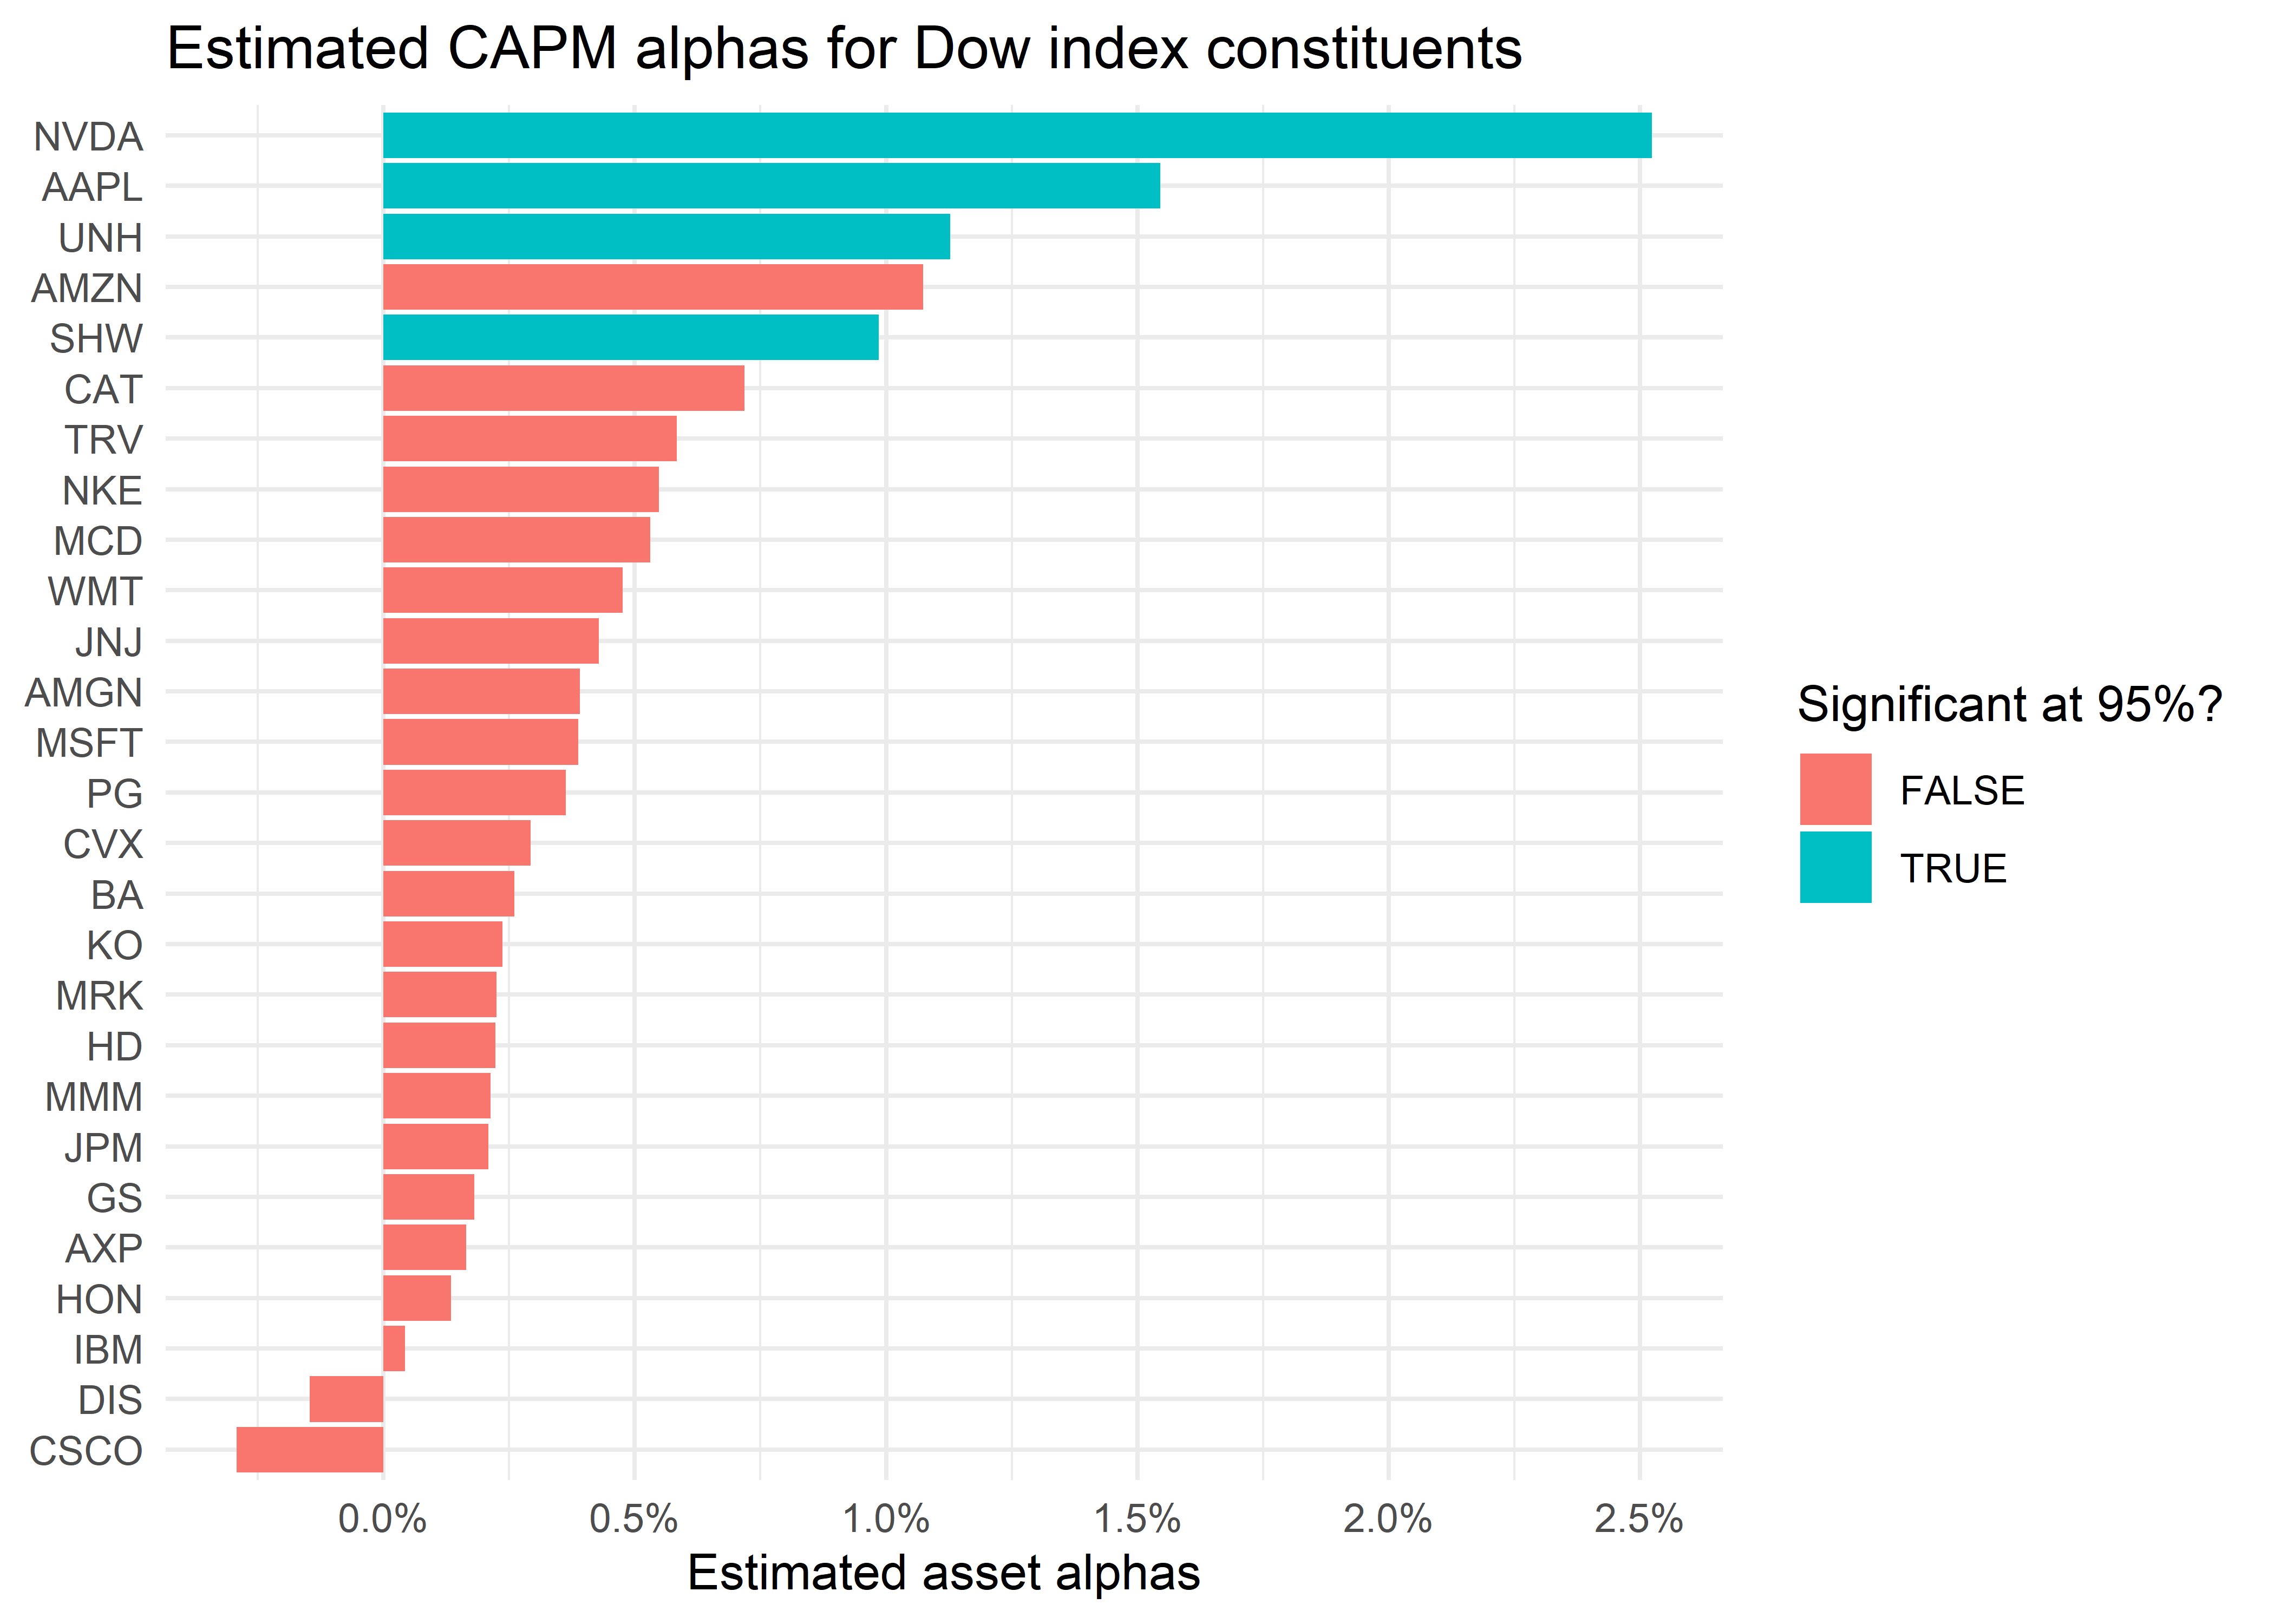 Estimated CAPM alphas for Dow index constituents
NVDA
AAPL
UNH
AMZN
SHW
CAT
TRV
NKE
MCD
WMT
JNJ
AMGN
MSFT
PG
CVX
BA
KO
MRK
HD
MMM
JPM
GS
AXP
HON
IBM
DIS
CSCO
0.0% 0.5% 1.0% 1.5% 2.0% 2.5%
Estimated asset alphas
Significant at 95%?
FALSE
TRUE